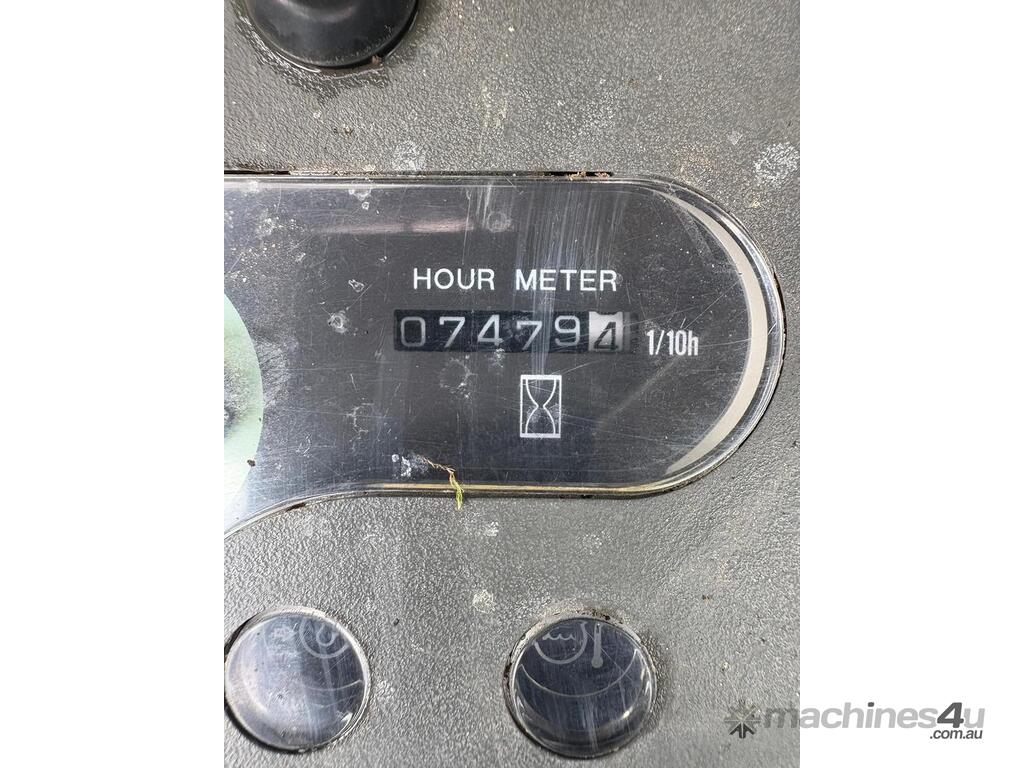 HOUR METER
074794 1/10h
machines4u
.com.au